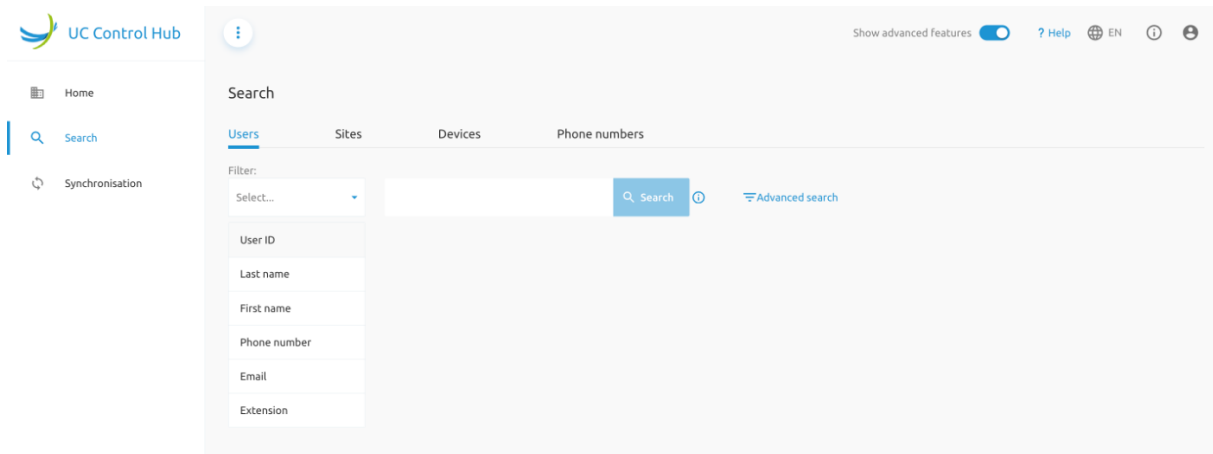 UC Control Hub
Show advanced features
? Help
EN
Home
Search
Synchronisation
Search
Users Sites Devices Phone numbers
Filter:
Select...
Search
Advanced search
User ID
Last name
First name
Phone number
Email
Extension